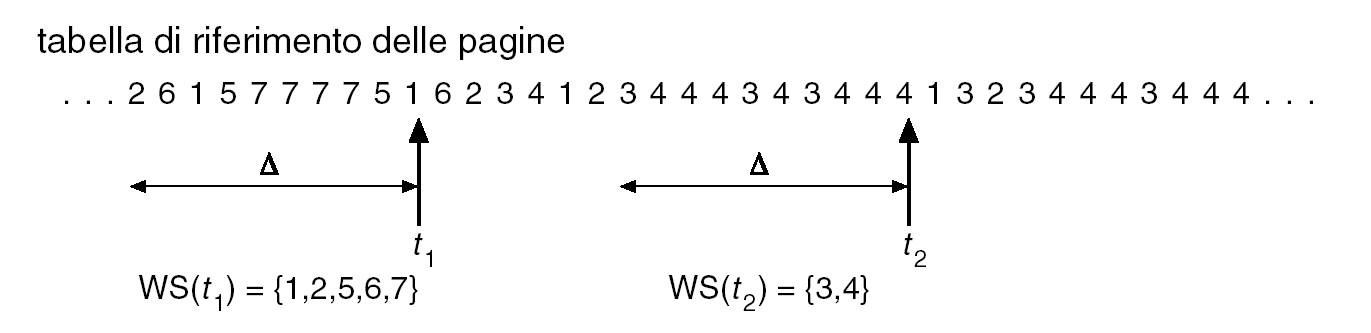 tabella di riferimento delle pagine
. . . 2 6 1 5 7 7 7 7 5 1 6 2 3 4 1 2 3 4 4 4 3 4 3 4 4 4 1 3 2 3 4 4 4 3 4 4 4 . . .
Δ Δ
t1 t2
WS(t1) = {1,2,5,6,7} WS(t2) = {3,4}